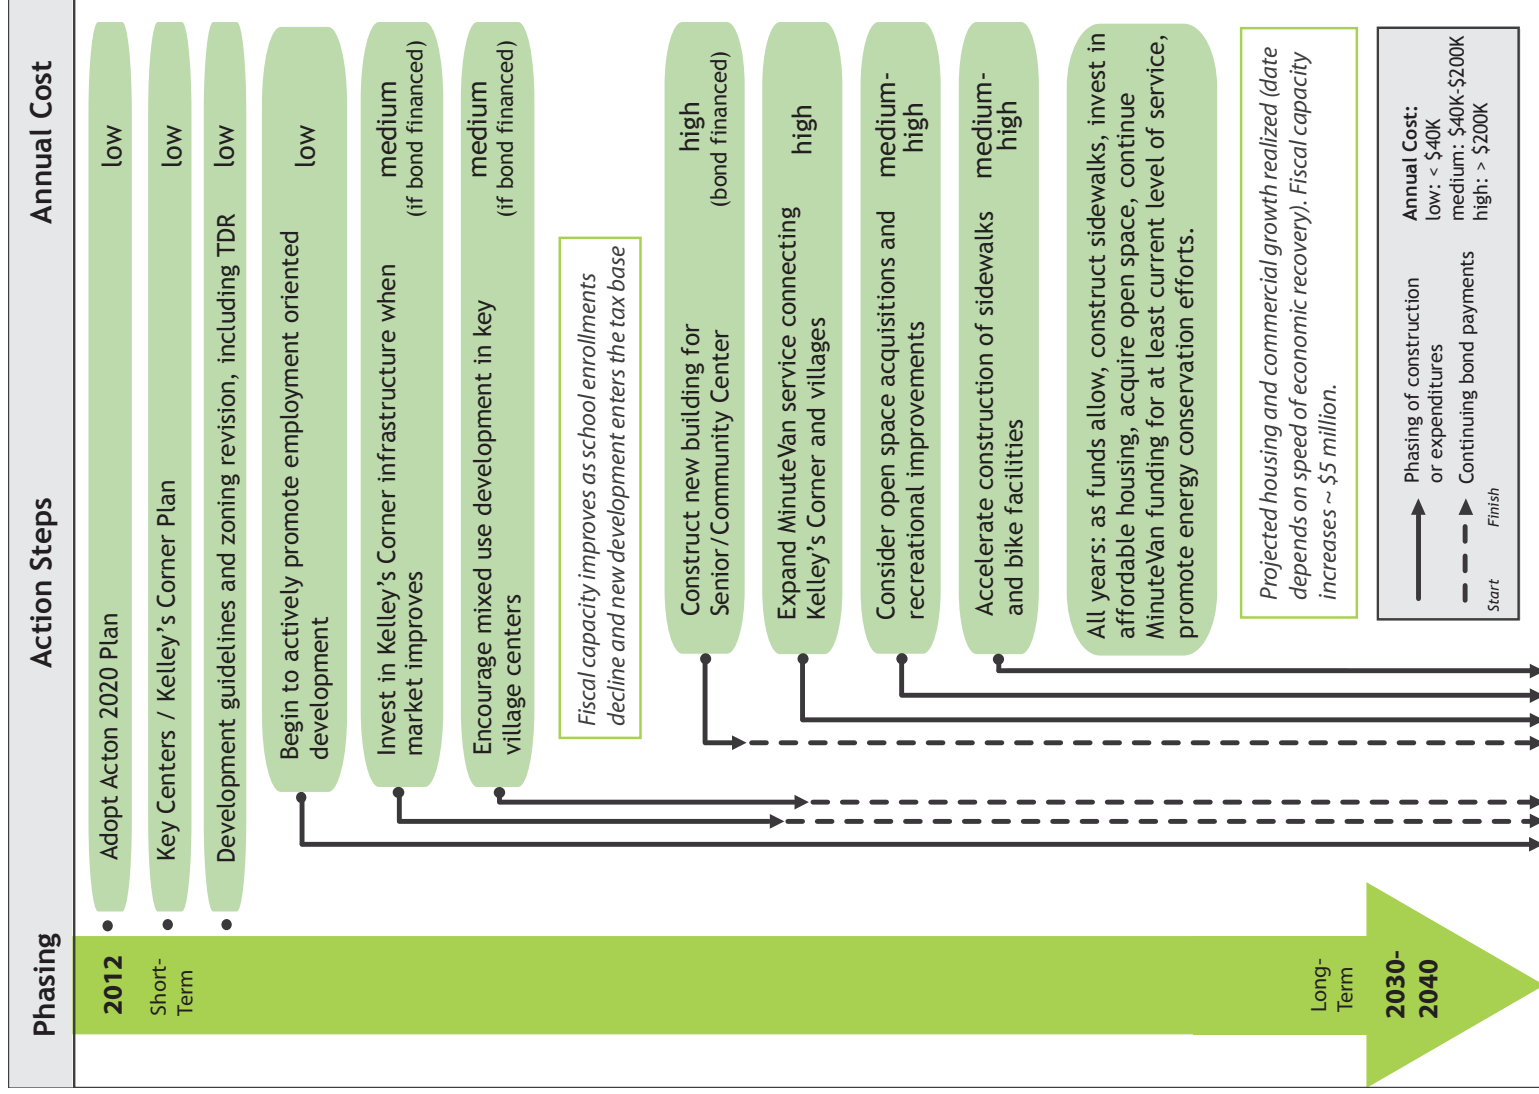 Phasing
Action Steps
Annual Cost
2012
Short-
Term
Adopt Acton 2020 Plan
low
Key Centers / Kelley's Corner Plan
low
Development guidelines and zoning revision, including TDR
low
Begin to actively promote employment oriented
development
low
Invest in Kelley's Corner infrastructure when
market improves
medium
(if bond financed)
Encourage mixed use development in key
village centers
medium
(if bond financed)
Fiscal capacity improves as school enrollments
decline and new development enters the tax base
Construct new building for
Senior/Community Center
high
(bond financed)
Expand MinuteVan service connecting
Kelley's Corner and villages
high
Consider open space acquisitions and
recreational improvements
medium-
high
Accelerate construction of sidewalks
and bike facilities
medium-
high
All years: as funds allow, construct sidewalks, invest in
affordable housing, acquire open space, continue
MinuteVan funding for at least current level of service,
promote energy conservation efforts.
Projected housing and commercial growth realized (date
depends on speed of economic recovery). Fiscal capacity
increases ~ $5 million.
Long-
Term
2030-
2040
Phasing of construction
or expenditures
Continuing bond payments
Start
Finish
Annual Cost:
low: < $40K
medium: $40K-$200K
high: > $200K